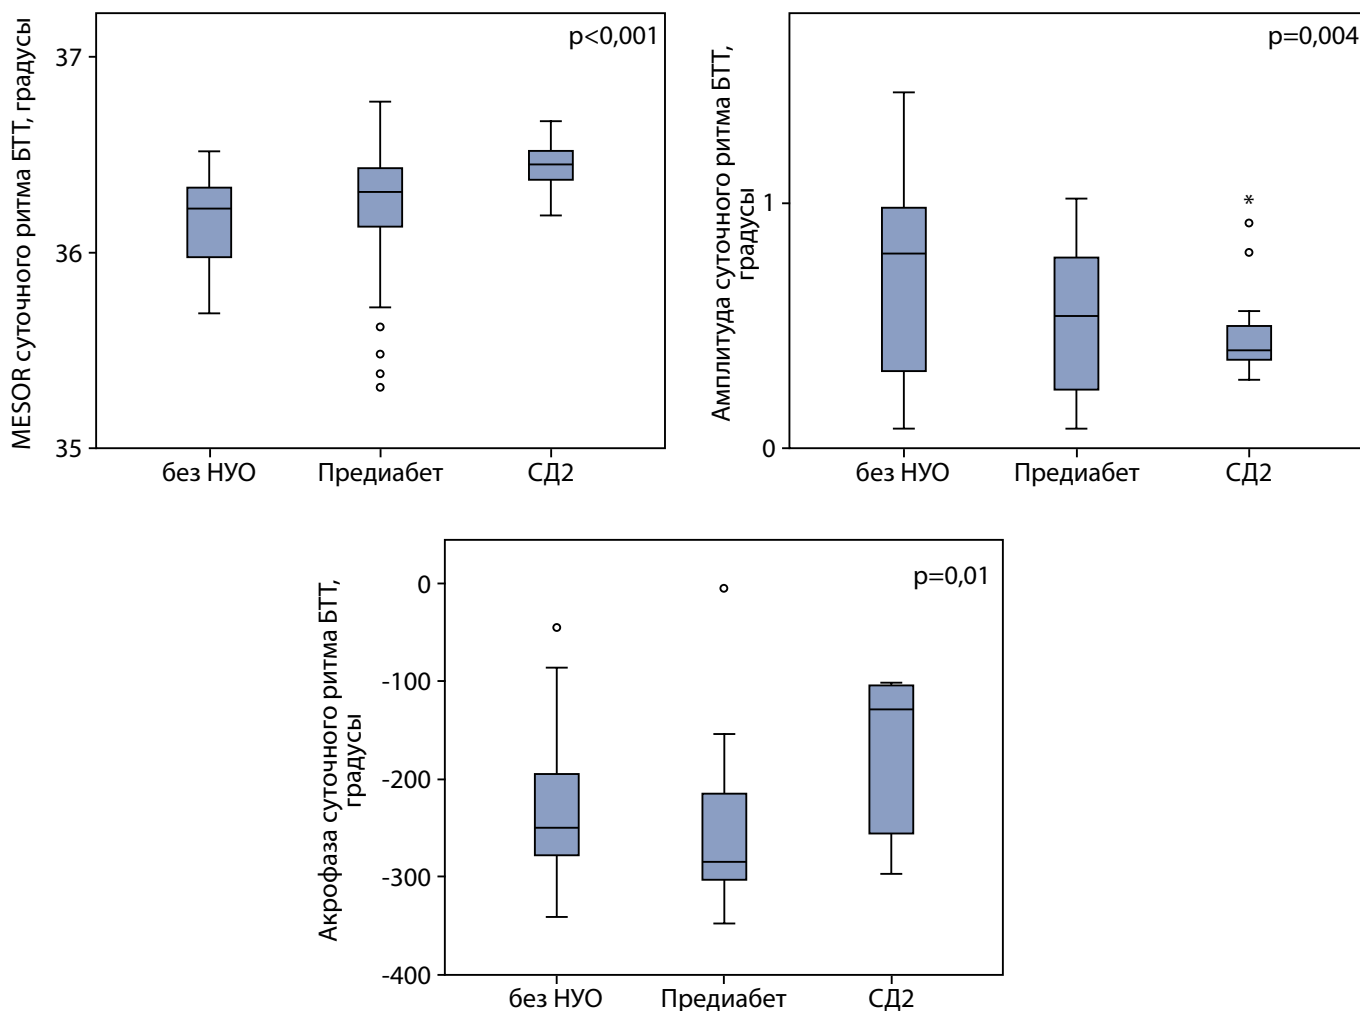 MESOR суточного ритма БТТ, градусы
37
36
35
p<0,001
без НУО
Предиабет
СД2
Амплитуда суточного ритма БТТ,
градусы
1
0
p=0,004
*
без НУО
Предиабет
СД2
Акрофаза суточного ритма БТТ,
градусы
0
-100
-200
-300
-400
p=0,01
без НУО
Предиабет
СД2